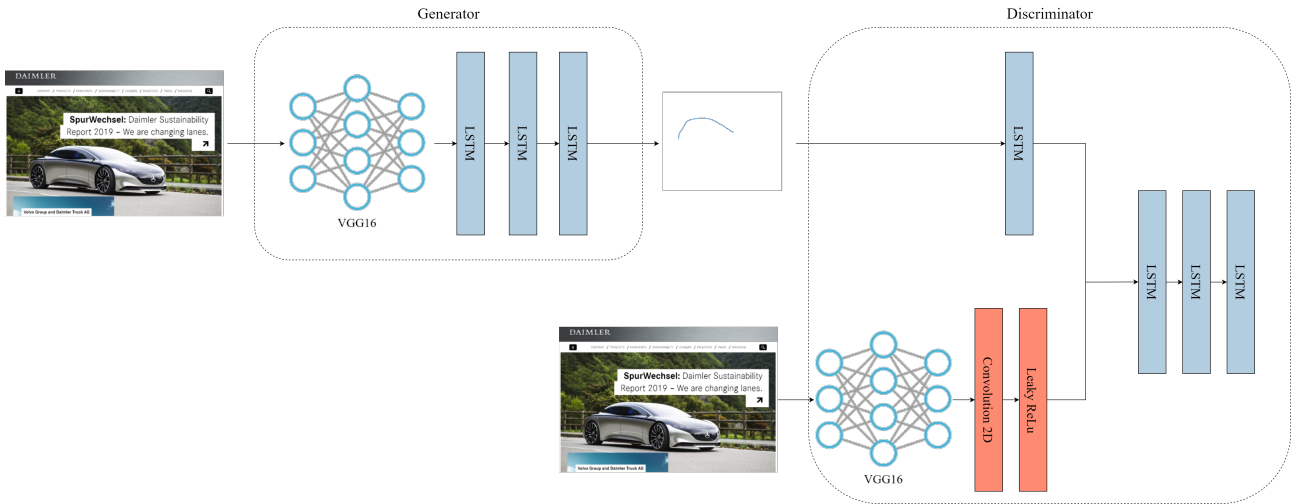 Generator
Discriminator
DAIMLER
SpurWechsel: Daimler Sustainability
Report 2019 – We are changing lanes.
Volvo Group and Daimler Truck AG
VGG16
LSTM
LSTM
LSTM
LSTM
LSTM
LSTM
LSTM
DAIMLER
SpurWechsel: Daimler Sustainability
Report 2019 – We are changing lanes.
Volvo Group and Daimler Truck AG
VGG16
Convolution 2D
Leaky ReLu